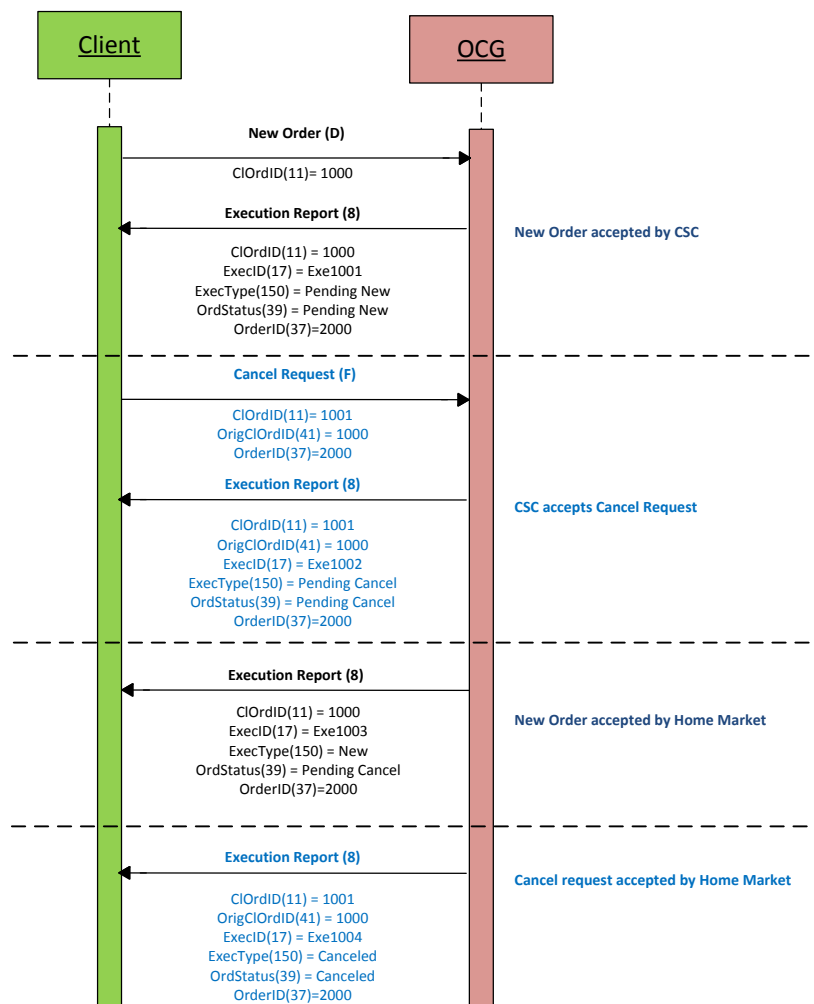 Client
OCG
New Order (D)
ClOrdID(11)= 1000
Execution Report (8)
New Order accepted by CSC
ClOrdID(11) = 1000
ExecID(17) = Exe1001
ExecType(150) = Pending New
OrdStatus(39) = Pending New
OrderID(37)=2000
Cancel Request (F)
ClOrdID(11)= 1001
OrigClOrdID(41) = 1000
OrderID(37)=2000
Execution Report (8)
CSC accepts Cancel Request
ClOrdID(11) = 1001
OrigClOrdID(41) = 1000
ExecID(17) = Exe1002
ExecType(150) = Pending Cancel
OrdStatus(39) = Pending Cancel
OrderID(37)=2000
Execution Report (8)
New Order accepted by Home Market
ClOrdID(11) = 1000
ExecID(17) = Exe1003
ExecType(150) = New
OrdStatus(39) = Pending Cancel
OrderID(37)=2000
Execution Report (8)
Cancel request accepted by Home Market
ClOrdID(11) = 1001
OrigClOrdID(41) = 1000
ExecID(17) = Exe1004
ExecType(150) = Canceled
OrdStatus(39) = Canceled
OrderID(37)=2000